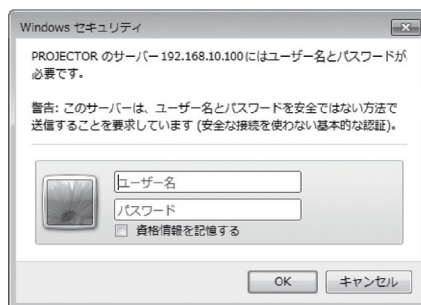 Windows セキュリティ
PROJECTOR のサーバー 192.168.10.100 にはユーザー名とパスワードが
必要です。
警告: このサーバーは、ユーザー名とパスワードを安全ではない方法で
送信することを要求しています (安全な接続を使わない基本的な認証)。
ユーザー名
パスワード
資格情報を記憶する
OK
キャンセル